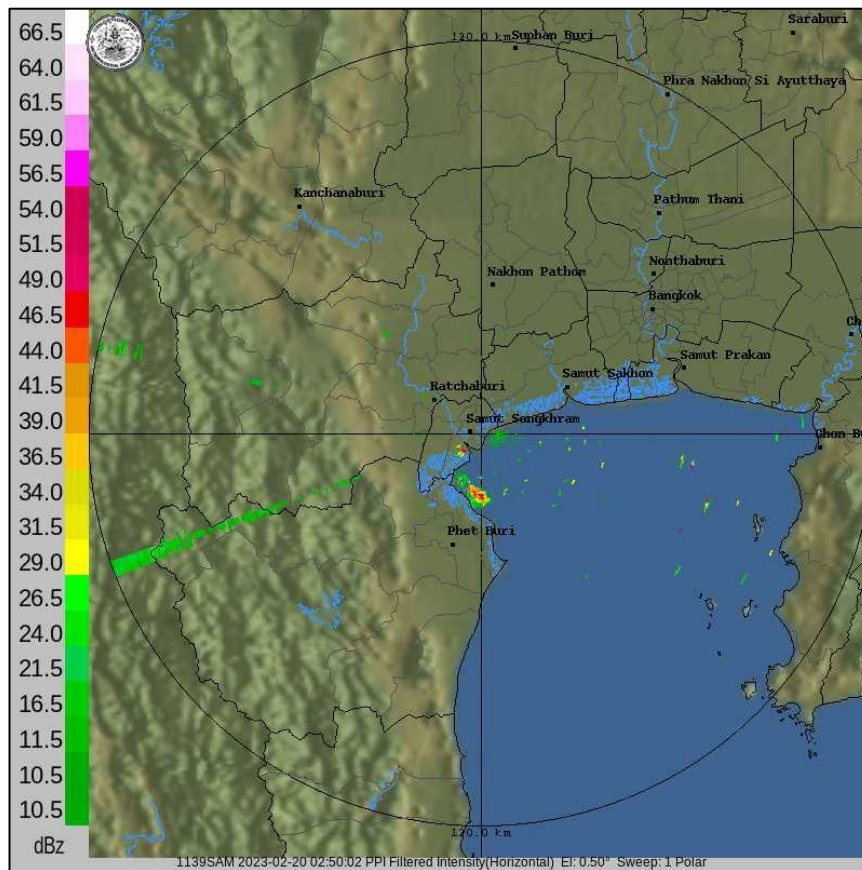 66.5
64.0
61.5
59.0
56.5
54.0
51.5
49.0
46.5
44.0
41.5
39.0
36.5
34.0
31.5
29.0
26.5
24.0
21.5
16.5
11.5
10.5
10.5
dBz
Saraburi
120.0 km
Suphan Buri
Phra Nakhon Si Ayutthaya
Kanchanaburi
Pathum Thani
Nonthaburi
Nakhon Pathom
Bangkok
Ch
Samut Prakan
Samut Sakhon
Ratchaburi
Samut Songkhram
Chon Bu
Phet Buri
120.0 km
1139SAM 2023-02-20 02:50:02 PPI Filtered Intensity(Horizontal) El: 0.50° Sweep: 1 Polar